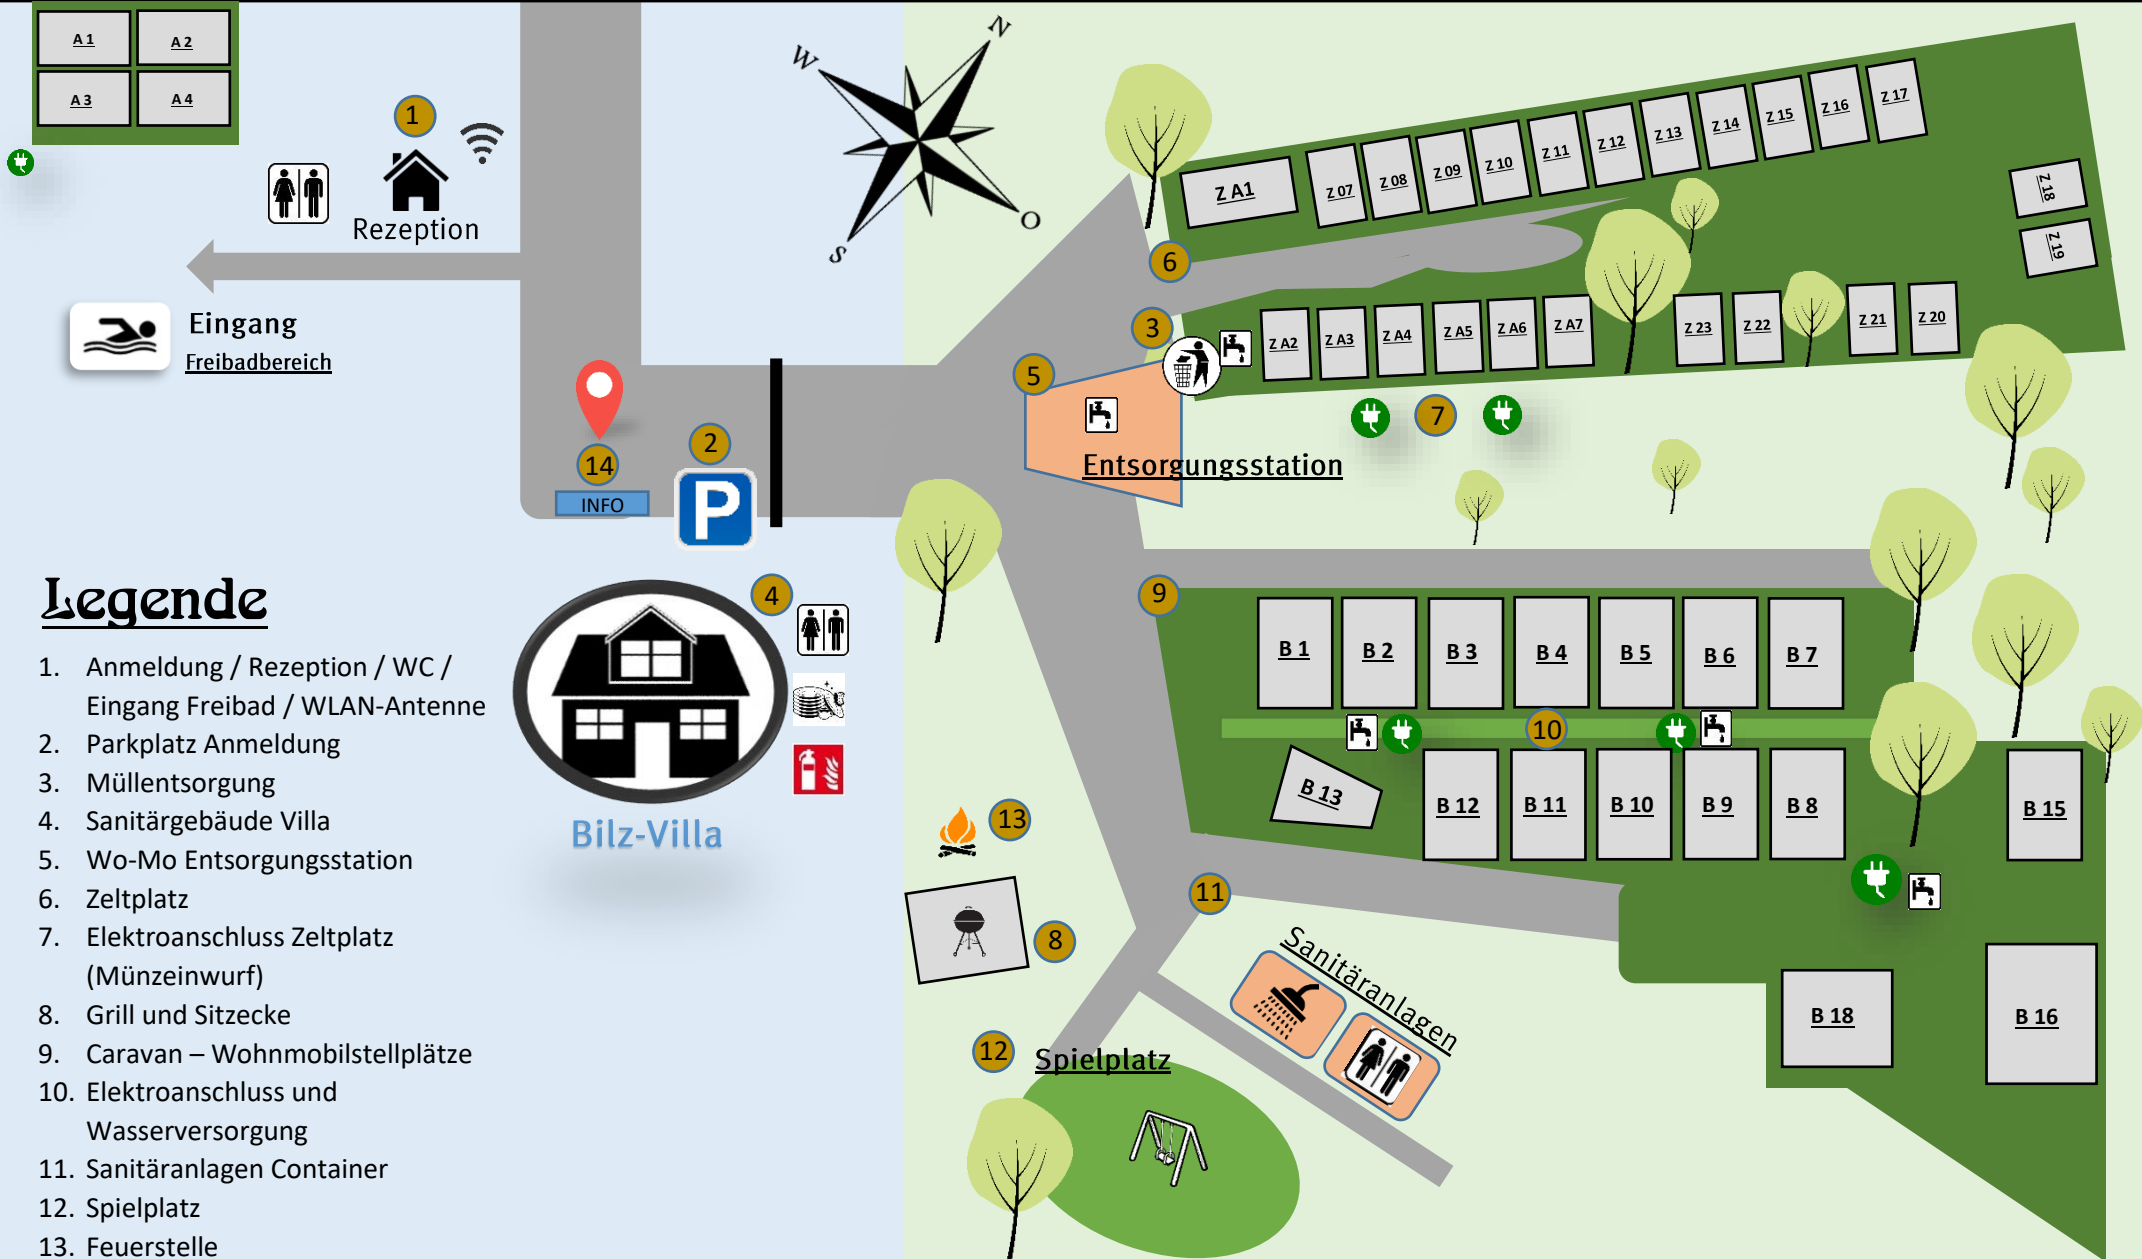 A 1
A 2
A 3
A 4
1
Rezeption
Eingang
Freibadbereich
N
W
O
S
Z A1
Z 07
Z 08
Z 09
Z 10
Z 11
Z 12
Z 13
Z 14
Z 15
Z 16
Z 17
Z 18
Z 19
6
3
Z A2
Z A3
Z A4
Z A5
Z A6
Z A7
Z 23
Z 22
Z 21
Z 20
5
7
Entsorgungsstation
2
14
INFO
P
4
Bilz-Villa
9
B 1
B 2
B 3
B 4
B 5
B 6
B 7
10
B 13
B 12
B 11
B 10
B 9
B 8
B 15
13
8
11
Sanitäranlagen
B 18
B 16
12
Spielplatz
Legende
1. Anmeldung / Rezeption / WC /
Eingang Freibad / WLAN-Antenne
2. Parkplatz Anmeldung
3. Müllentsorgung
4. Sanitärgebäude Villa
5. Wo-Mo Entsorgungsstation
6. Zeltplatz
7. Elektroanschluss Zeltplatz
(Münzeinwurf)
8. Grill und Sitzecke
9. Caravan – Wohnmobilstellplätze
10. Elektroanschluss und
Wasserversorgung
11. Sanitäranlagen Container
12. Spielplatz
13. Feuerstelle